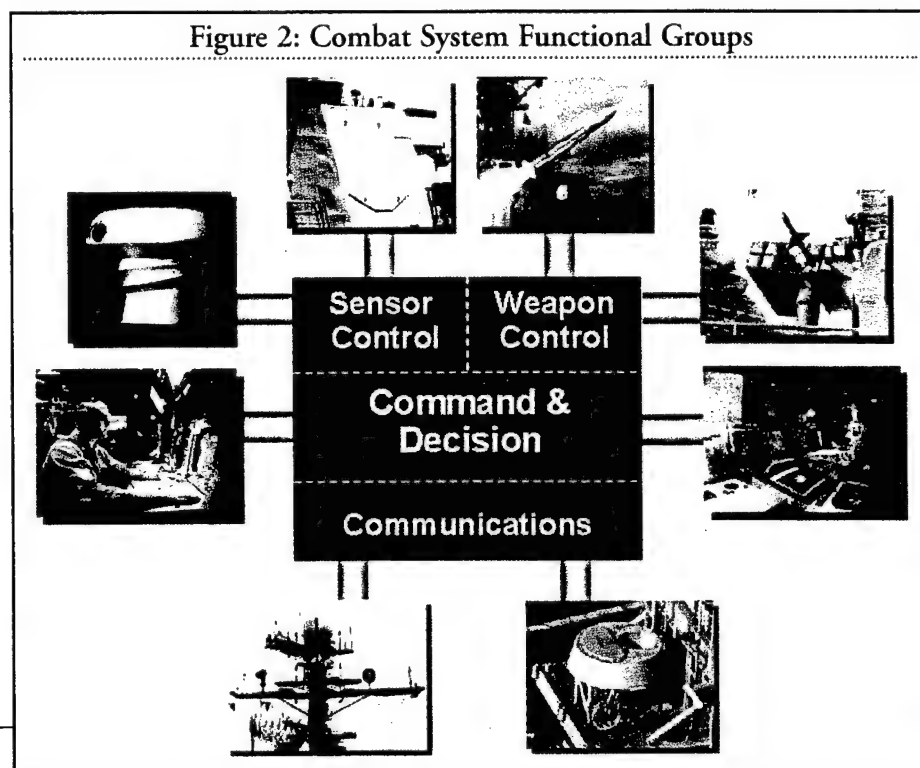 Figure 2: Combat System Functional Groups
Sensor Control
Weapon Control
Command & Decision
Communications